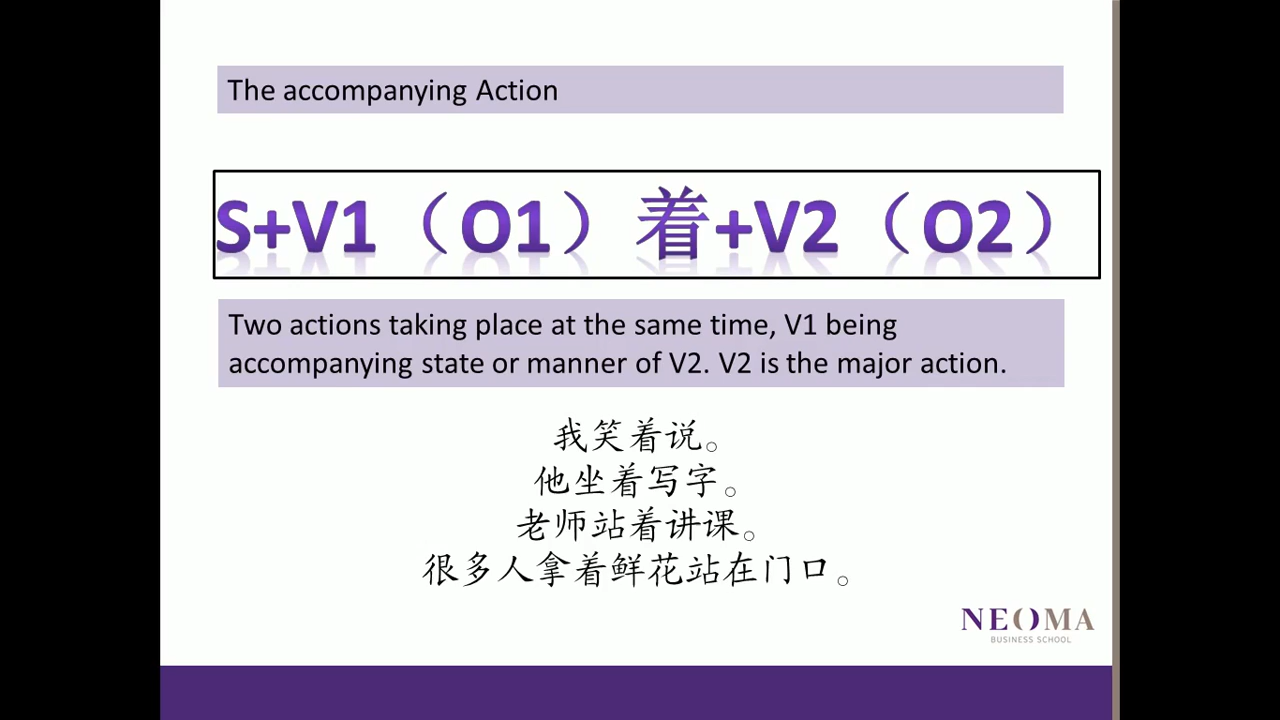 The accompanying Action
S+V1（O1）着+V2（O2）
Two actions taking place at the same time, V1 being
accompanying state or manner of V2. V2 is the major action.
我笑着说。
他坐着写字。
老师站着讲课。
很多人拿着鲜花站在门口。
NEOMA
BUSINESS SCHOOL